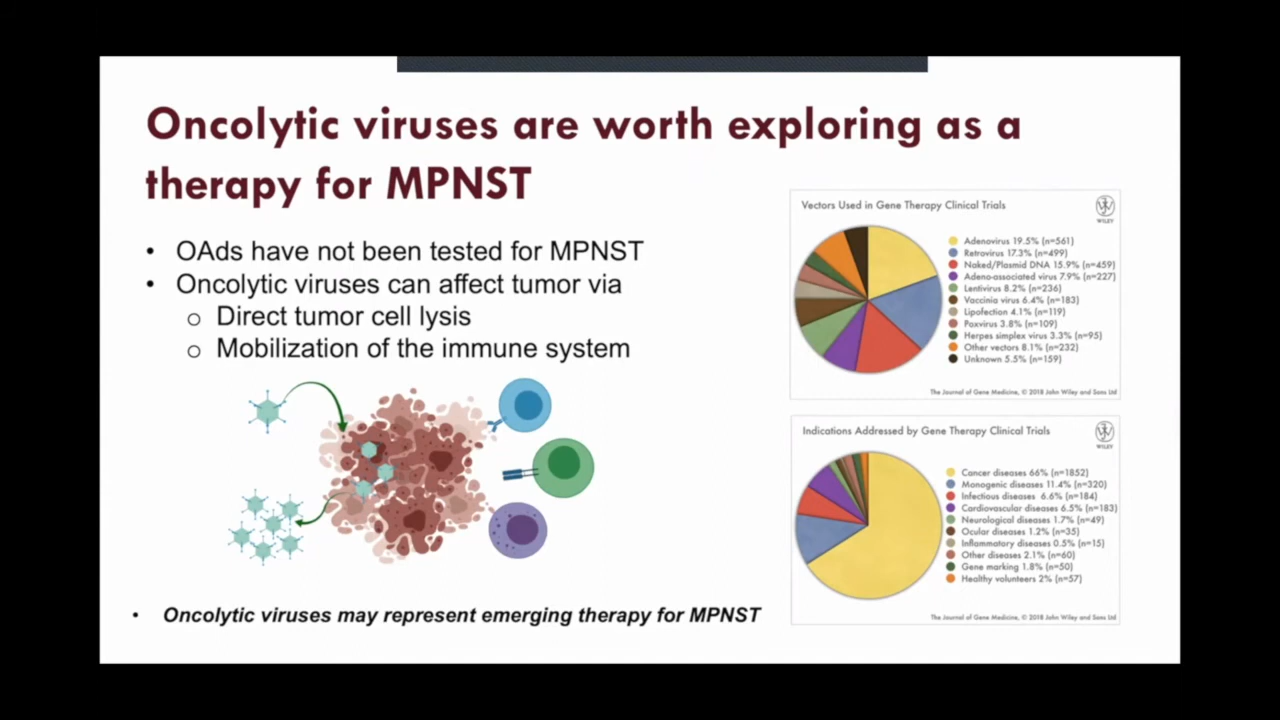 Oncolytic viruses are worth exploring as a
therapy for MPNST
• OAds have not been tested for MPNST
• Oncolytic viruses can affect tumor via
o Direct tumor cell lysis
o Mobilization of the immune system
• Oncolytic viruses may represent emerging therapy for MPNST
Vectors Used in Gene Therapy Clinical Trials
WILEY
Adenovirus 19.5% (n=561)
Retrovirus 17.3% (n=499)
Naked/Plasmid DNA 15.9% (n=459)
Adeno-associated virus 7.9% (n=227)
Lentivirus 8.2% (n=236)
Vaccinia virus 6.4% (n=183)
Lipofection 4.1% (n=119)
Poxvirus 3.8% (n=109)
Herpes simplex virus 3.3% (n=95)
Other vectors 8.1% (n=232)
Unknown 5.5% (n=159)
The Journal of Gene Medicine, © 2018 John Wiley and Sons Ltd
Indications Addressed by Gene Therapy Clinical Trials
WILEY
Cancer diseases 66% (n=1852)
Monogenic diseases 11.4% (n=320)
Infectious diseases 6.6% (n=184)
Cardiovascular diseases 6.5% (n=183)
Neurological diseases 1.7% (n=49)
Ocular diseases 1.2% (n=35)
Inflammatory diseases 0.5% (n=15)
Other diseases 2.1% (n=60)
Gene marking 1.8% (n=50)
Healthy volunteers 2% (n=57)
The Journal of Gene Medicine, © 2018 John Wiley and Sons Ltd